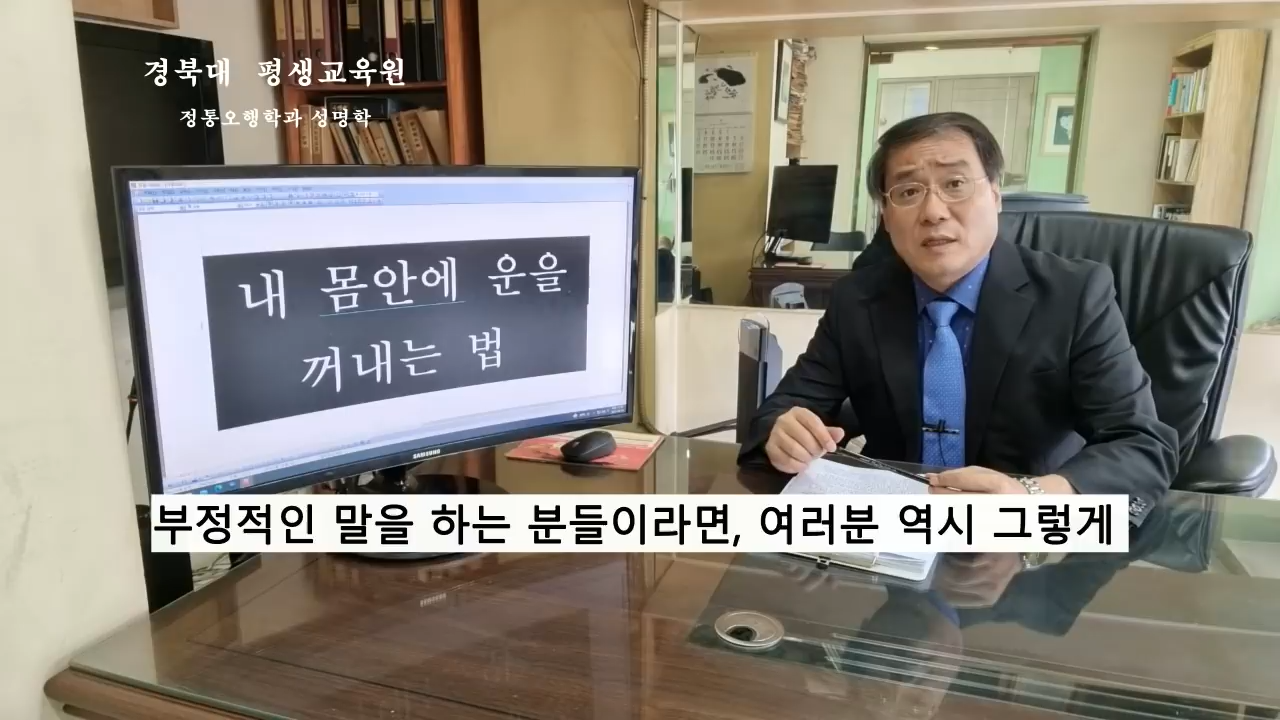 경북대 평생교육원
정통오행학과 성명학
내 몸안에 운을
꺼내는 법
SAMSUNG
부정적인 말을 하는 분들이라면, 여러분 역시 그렇게